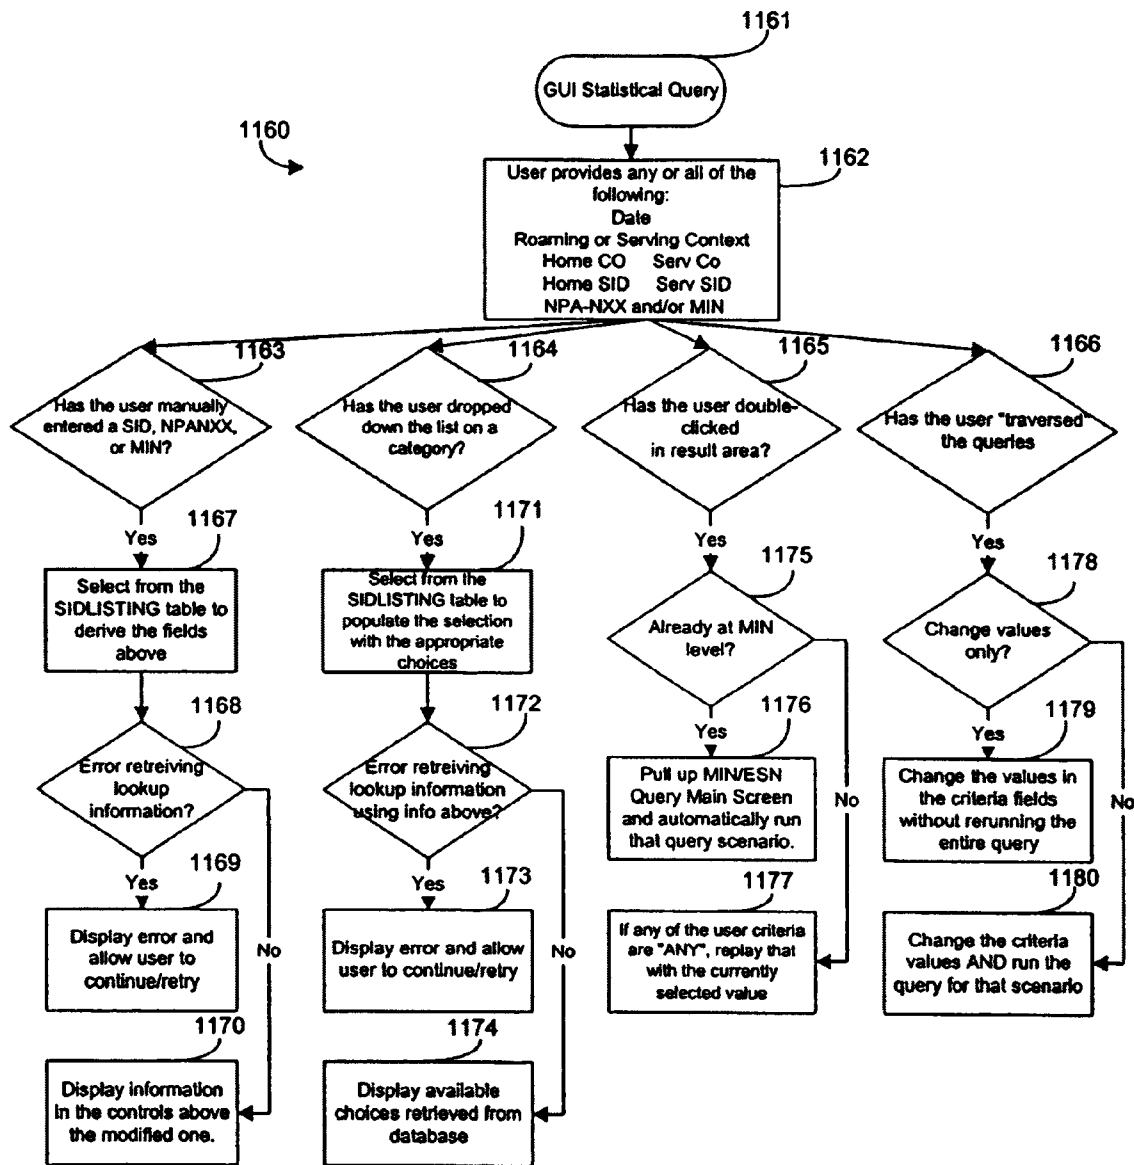 1161
GUI Statistical Query
1160
1162
User provides any or all of the
following:
Date
Roaming or Serving Context
Home CO Serv Co
Home SID Serv SID
NPA-NXX and/or MIN
1163
Has the user manually
entered a SID, NPANXX,
or MIN?
1164
Has the user dropped
down the list on a
category?
1165
Has the user double-
clicked
in result area?
1166
Has the user "traversed"
the queries
Yes
1167
Select from the
SIDLISTING table to
derive the fields
above
Yes
1171
Select from the
SIDLISTING table to
populate the selection
with the appropriate
choices
Yes
1175
Already at MIN
level?
Yes
1178
Change values
only?
1168
Error retreiving
lookup
information?
1172
Error retreiving
lookup information
using info above?
Yes
1176
Pull up MIN/ESN
Query Main Screen
and automatically run
that query scenario.
No
Yes
1179
Change the values in
the criteria fields
without rerunning the
entire query
No
Yes
1169
Display error and
allow user to
continue/retry
No
Yes
1173
Display error and allow
user to continue/retry
No
1177
If any of the user criteria
are "ANY", replay that
with the currently
selected value
1180
Change the criteria
values AND run the
query for that scenario
1170
Display information
in the controls above
the modified one.
1174
Display available
choices retrieved from
database